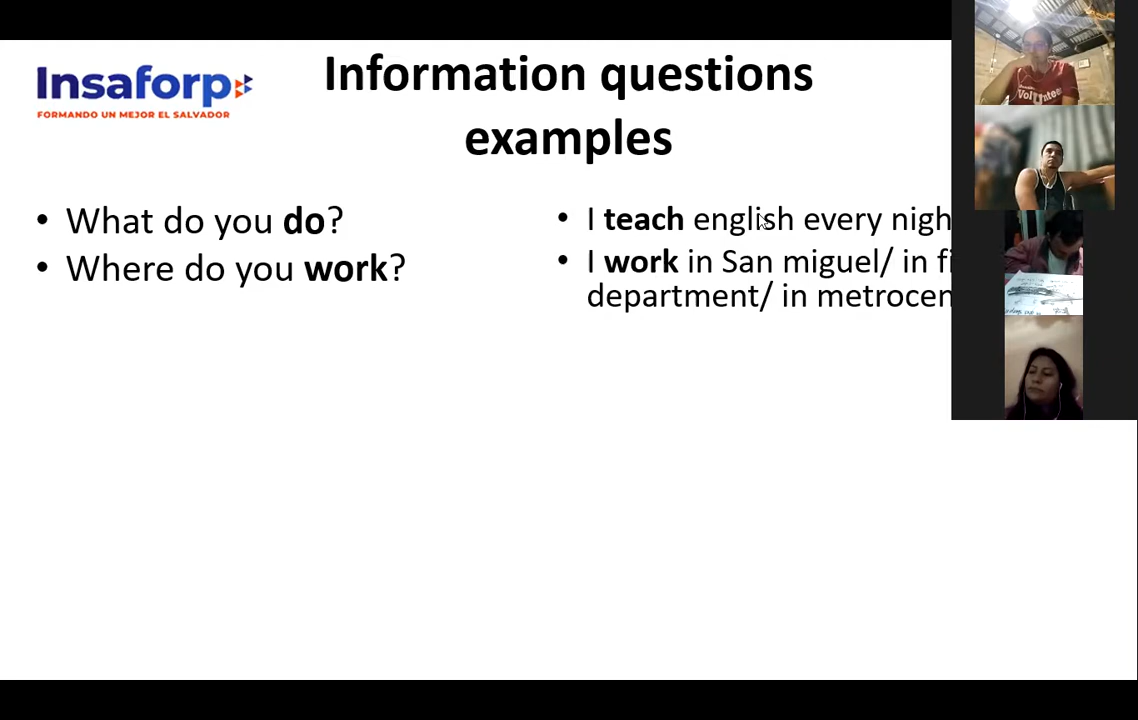 Insaforp
FORMANDO UN MEJOR EL SALVADOR
Information questions
examples
• What do you do?
• Where do you work?
• I teach english every nigh
• I work in San miguel/ in fi
department/ in metrocen